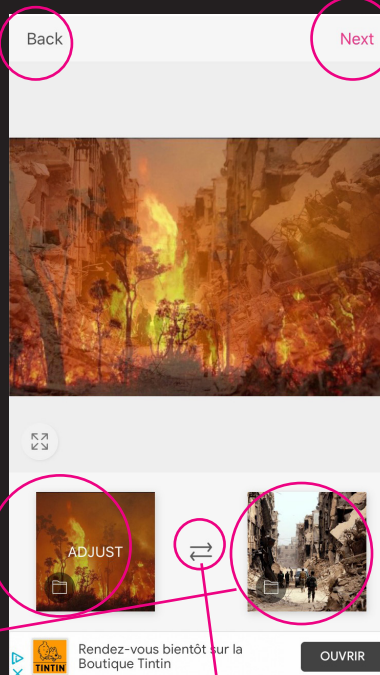 Back
Next
ADJUST
Rendez-vous bientôt sur la
Boutique Tintin
OUVRIR
TINTIN